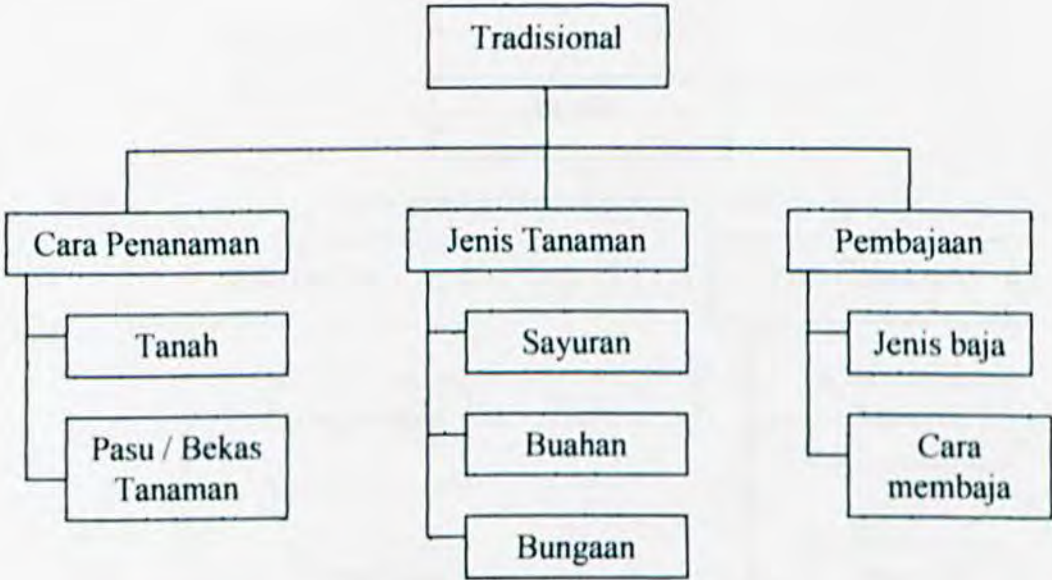 Tradisional
Cara Penanaman
Tanah
Pasu / Bekas
Tanaman
Jenis Tanaman
Sayuran
Buahan
Bungaan
Pembajaan
Jenis baja
Cara
membaja